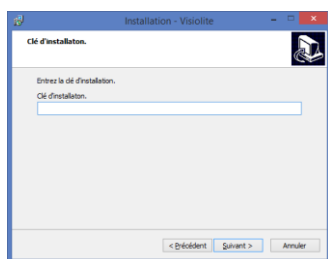 Installation - Visiolite
Clé d'installaton.
Entrez la clé d'installation.
Clé d'installaton.
< Précédent
Suivant >
Annuler